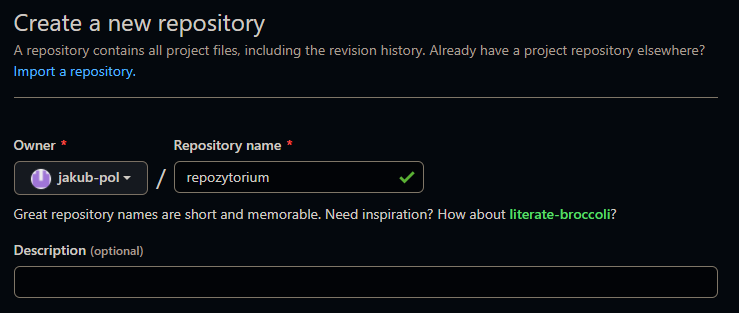 Create a new repository
A repository contains all project files, including the revision history. Already have a project repository elsewhere?
Import a repository.
Owner * Repository name *
jakub-pol / repozytorium
Great repository names are short and memorable. Need inspiration? How about literate-broccoli?
Description (optional)